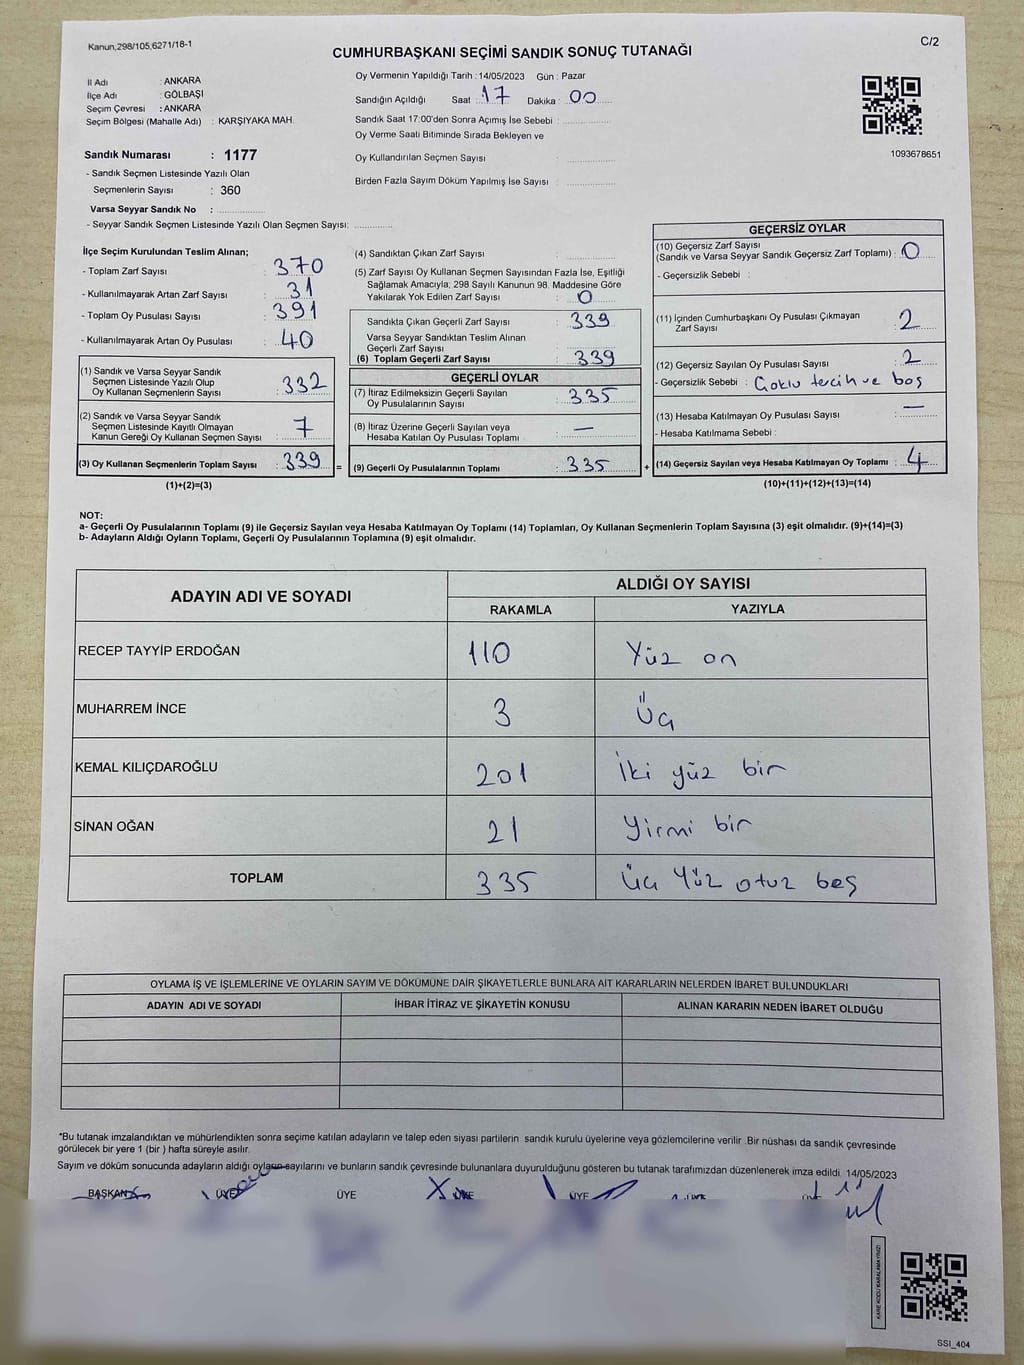 Kanun,298/105,6271/18-1
C/2
CUMHURBAŞKANI SEÇİMİ SANDIK SONUÇ TUTANAĞI
İl Adı : ANKARA
İlçe Adı : GÖLBAŞI
Seçim Çevresi : ANKARA
Seçim Bölgesi (Mahalle Adı) : KARŞIYAKA MAH.
Sandık Numarası : 1177
- Sandık Seçmen Listesinde Yazılı Olan
Seçmenlerin Sayısı : 360
Varsa Seyyar Sandık No :
- Seyyar Sandık Seçmen Listesinde Yazılı Olan Seçmen Sayısı:
Oy Vermenin Yapıldığı Tarih : 14/05/2023 Gün : Pazar
Sandığın Açıldığı Saat : 17 Dakika : 00
Sandık Saat 17:00'den Sonra Açımış İse Sebebi :
Oy Verme Saati Bitiminde Sırada Bekleyen ve
Oy Kullandırılan Seçmen Sayısı :
Birden Fazla Sayım Döküm Yapılmış İse Sayısı :
1093678651
İlçe Seçim Kurulundan Teslim Alınan;
- Toplam Zarf Sayısı : 370
- Kullanılmayarak Artan Zarf Sayısı : 31
- Toplam Oy Pusulası Sayısı : 391
- Kullanılmayarak Artan Oy Pusulası : 40
(1) Sandık ve Varsa Seyyar Sandık
Seçmen Listesinde Yazılı Olup
Oy Kullanan Seçmenlerin Sayısı : 332
(2) Sandık ve Varsa Seyyar Sandık
Seçmen Listesinde Kayıtlı Olmayan
Kanun Gereği Oy Kullanan Seçmen Sayısı : 7
(3) Oy Kullanan Seçmenlerin Toplam Sayısı : 339 =
(1)+(2)=(3)
(4) Sandıktan Çıkan Zarf Sayısı :
(5) Zarf Sayısı Oy Kullanan Seçmen Sayısından Fazla İse, Eşitliği
Sağlamak Amacıyla; 298 Sayılı Kanunun 98. Maddesine Göre
Yakılarak Yok Edilen Zarf Sayısı : 0
Sandıkta Çıkan Geçerli Zarf Sayısı : 339
Varsa Seyyar Sandıktan Teslim Alınan
Geçerli Zarf Sayısı :
(6) Toplam Geçerli Zarf Sayısı : 339
GEÇERLİ OYLAR
(7) İtiraz Edilmeksizin Geçerli Sayılan
Oy Pusulalarının Sayısı : 335
(8) İtiraz Üzerine Geçerli Sayılan veya
Hesaba Katılan Oy Pusulası Toplamı : —
(9) Geçerli Oy Pusulalarının Toplamı : 335 +
GEÇERSİZ OYLAR
(10) Geçersiz Zarf Sayısı
(Sandık ve Varsa Seyyar Sandık Geçersiz Zarf Toplamı) : 0
- Geçersizlik Sebebi :
(11) İçinden Cumhurbaşkanı Oy Pusulası Çıkmayan
Zarf Sayısı : 2
(12) Geçersiz Sayılan Oy Pusulası Sayısı : 2
- Geçersizlik Sebebi : Çoklu tercih ve boş
(13) Hesaba Katılmayan Oy Pusulası Sayısı : —
- Hesaba Katılmama Sebebi :
(14) Geçersiz Sayılan veya Hesaba Katılmayan Oy Toplamı : 4
(10)+(11)+(12)+(13)=(14)
NOT:
a- Geçerli Oy Pusulalarının Toplamı (9) ile Geçersiz Sayılan veya Hesaba Katılmayan Oy Toplamı (14) Toplamları, Oy Kullanan Seçmenlerin Toplam Sayısına (3) eşit olmalıdır. (9)+(14)=(3)
b- Adayların Aldığı Oyların Toplamı, Geçerli Oy Pusulalarının Toplamına (9) eşit olmalıdır.
ADAYIN ADI VE SOYADI ALDIĞI OY SAYISI
RAKAMLA YAZIYLA
RECEP TAYYİP ERDOĞAN 110 Yüz on
MUHARREM İNCE 3 Üç
KEMAL KILIÇDAROĞLU 201 İki yüz bir
SİNAN OĞAN 21 Yirmi bir
TOPLAM 335 Üç Yüz otuz beş
OYLAMA İŞ VE İŞLEMLERİNE VE OYLARIN SAYIM VE DÖKÜMÜNE DAİR ŞİKAYETLERLE BUNLARA AİT KARARLARIN NELERDEN İBARET BULUNDUKLARI
ADAYIN ADI VE SOYADI İHBAR İTİRAZ VE ŞİKAYETİN KONUSU ALINAN KARARIN NEDEN İBARET OLDUĞU
*Bu tutanak imzalandıktan ve mühürlendikten sonra seçime katılan adayların ve talep eden siyasi partilerin sandık kurulu üyelerine veya gözlemcilerine verilir. Bir nüshası da sandık çevresinde
görülecek bir yere 1 (bir ) hafta süreyle asılır.
Sayım ve döküm sonucunda adayların aldığı oyların sayılarını ve bunların sandık çevresinde bulunanlara duyurulduğunu gösteren bu tutanak tarafımızdan düzenlenerek imza edildi. 14/05/2023
BAŞKAN ÜYE ÜYE ÜYE ÜYE ÜYE ÜYE
KARE KODU KARALAMAYINIZ!
SSI_404